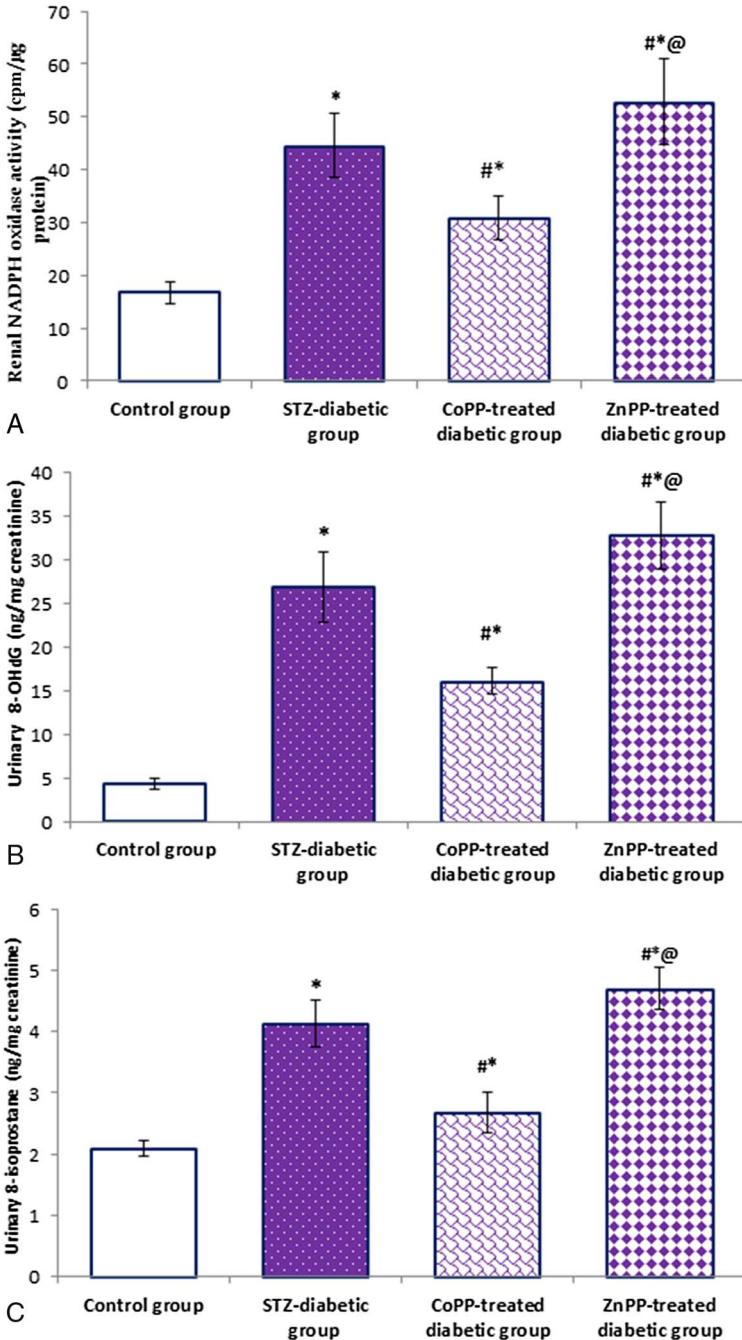 70
60
50
40
30
20
10
0
Renal NADPH oxidase activity (cpm/µg
protein)
*
#*
#*@
Control group
STZ-diabetic
group
CoPP-treated
diabetic group
ZnPP-treated
diabetic group
A
40
35
30
25
20
15
10
5
0
Urinary 8-OHdG (ng/mg creatinine)
*
#*
#*@
Control group
STZ-diabetic
group
CoPP-treated
diabetic group
ZnPP-treated
diabetic group
B
6
5
4
3
2
1
0
Urinary 8-isoprostane (ng/mg creatinine)
*
#*
#*@
Control group
STZ-diabetic
group
CoPP-treated
diabetic group
ZnPP-treated
diabetic group
C